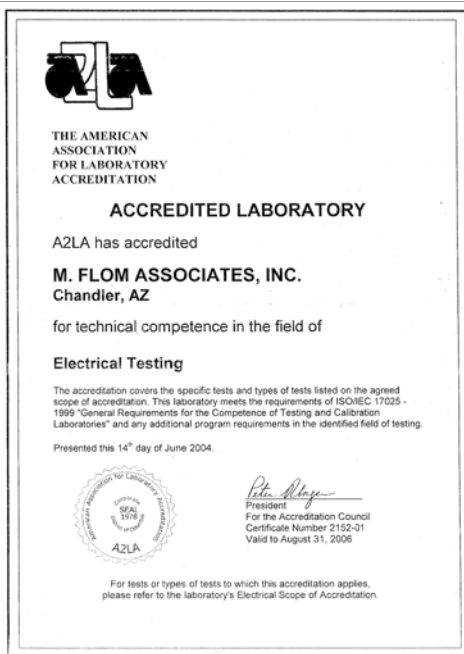 A2LA
THE AMERICAN
ASSOCIATION
FOR LABORATORY
ACCREDITATION
ACCREDITED LABORATORY
A2LA has accredited
M. FLOM ASSOCIATES, INC.
Chandler, AZ
for technical competence in the field of
Electrical Testing
The accreditation covers the specific tests and types of tests listed on the agreed
scope of accreditation. This laboratory meets the requirements of ISO/IEC 17025 -
1999 "General Requirements for the Competence of Testing and Calibration
Laboratories" and any additional program requirements in the identified field of testing.
Presented this 14th day of June 2004.
American Association for Laboratory Accreditation
Corporate
SEAL
1978
A2LA
President
For the Accreditation Council
Certificate Number 2152-01
Valid to August 31, 2006
For tests or types of tests to which this accreditation applies,
please refer to the laboratory's Electrical Scope of Accreditation.